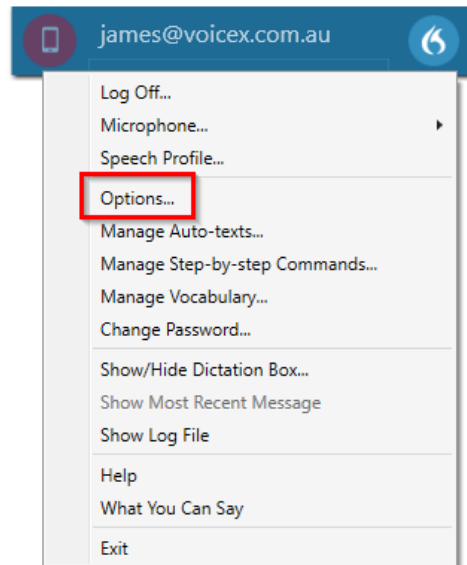 james@voicex.com.au
Log Off...
Microphone...
Speech Profile...
Options...
Manage Auto-texts...
Manage Step-by-step Commands...
Manage Vocabulary...
Change Password...
Show/Hide Dictation Box...
Show Most Recent Message
Show Log File
Help
What You Can Say
Exit